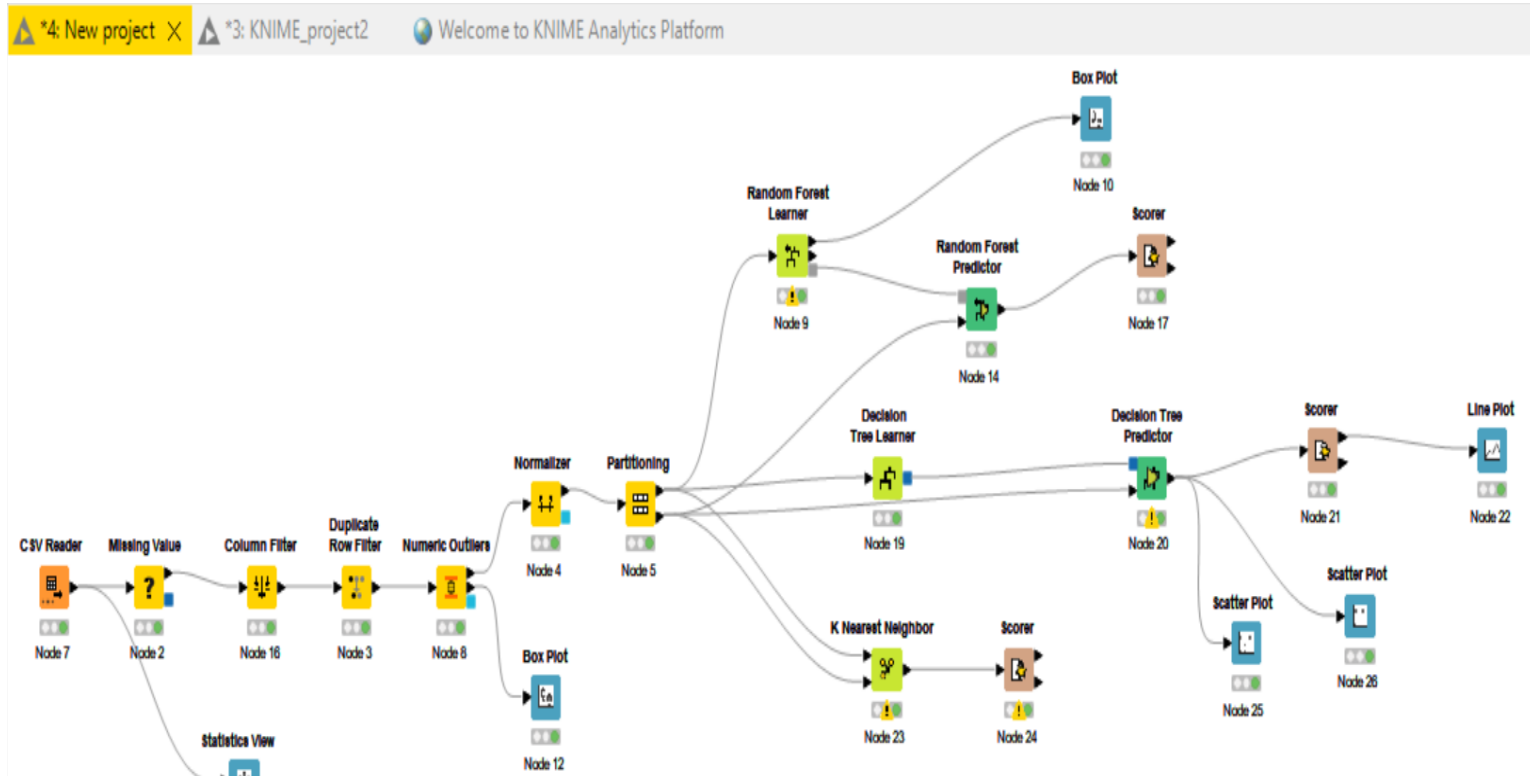 *4: New project
*3: KNIME_project2
Welcome to KNIME Analytics Platform
Box Plot
Node 10
Random Forest
Learner
Node 9
Scorer
Node 17
Random Forest
Predictor
Node 14
Decision
Tree Learner
Node 19
Decision Tree
Predictor
Node 20
Scorer
Node 21
Line Plot
Node 22
Normalizer
Node 4
Partitioning
Node 5
CSV Reader
Node 7
Missing Value
?
Node 2
Column Filter
Node 16
Duplicate
Row Filter
Node 3
Numeric Outliers
Node 8
Box Plot
Node 12
K Nearest Neighbor
Node 23
Scorer
Node 24
Scatter Plot
Node 25
Scatter Plot
Node 26
Statistics View